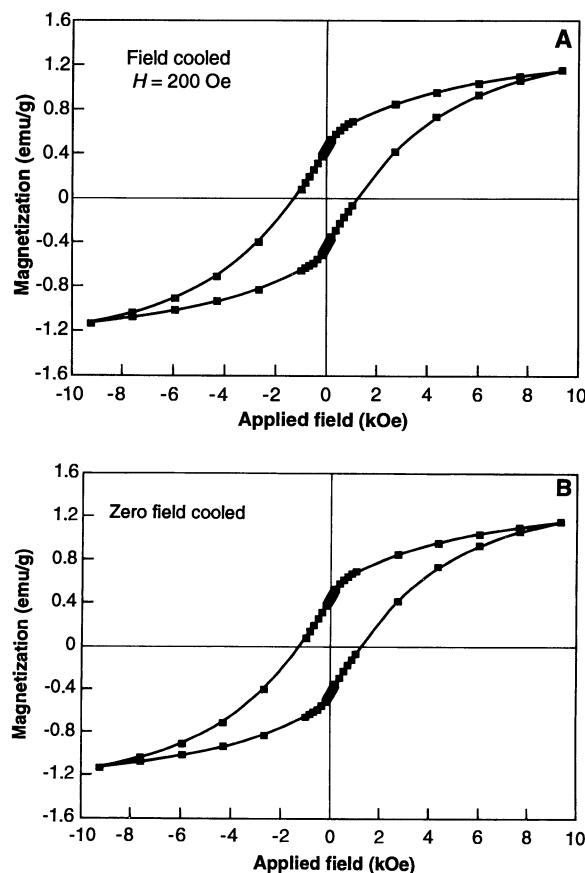 A
Field cooled
H = 200 Oe
Magnetization (emu/g)
1.6
1.2
0.8
0.4
0
-0.4
-0.8
-1.2
-1.6
-10 -8 -6 -4 -2 0 2 4 6 8 10
Applied field (kOe)
B
Zero field cooled
Magnetization (emu/g)
1.6
1.2
0.8
0.4
0
-0.4
-0.8
-1.2
-1.6
-10 -8 -6 -4 -2 0 2 4 6 8 10
Applied field (kOe)